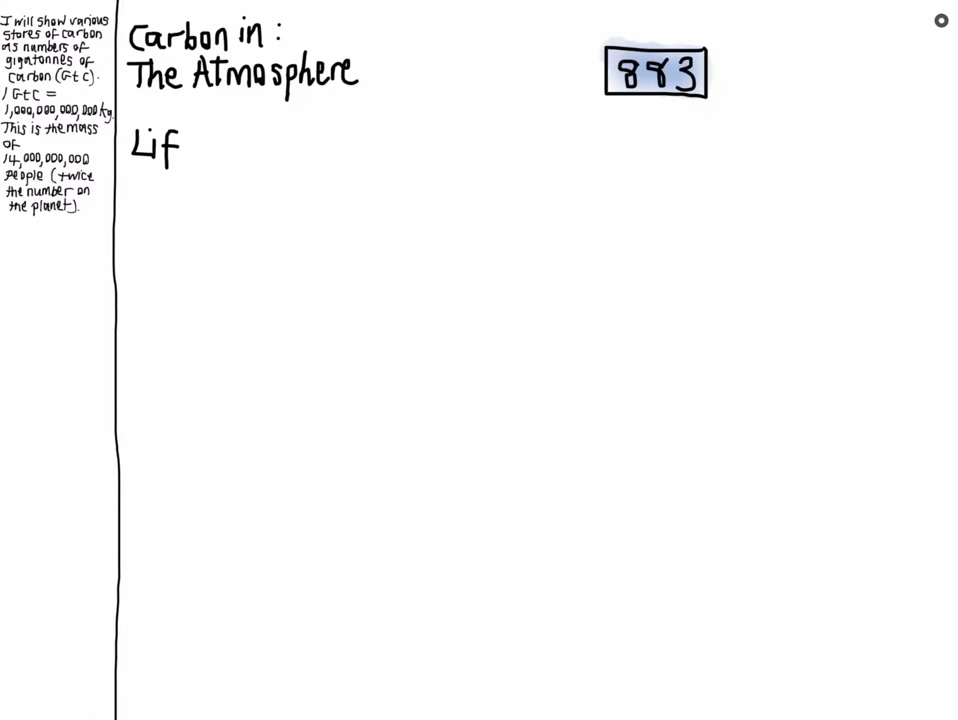 I will show various
stores of carbon
as numbers of
gigatonnes of
carbon (GtC).
1 GtC =
1,000,000,000,000 kg.
This is the mass
of
14,000,000,000
people (twice
the number on
the planet).
Carbon in :
The Atmosphere 883
Lif